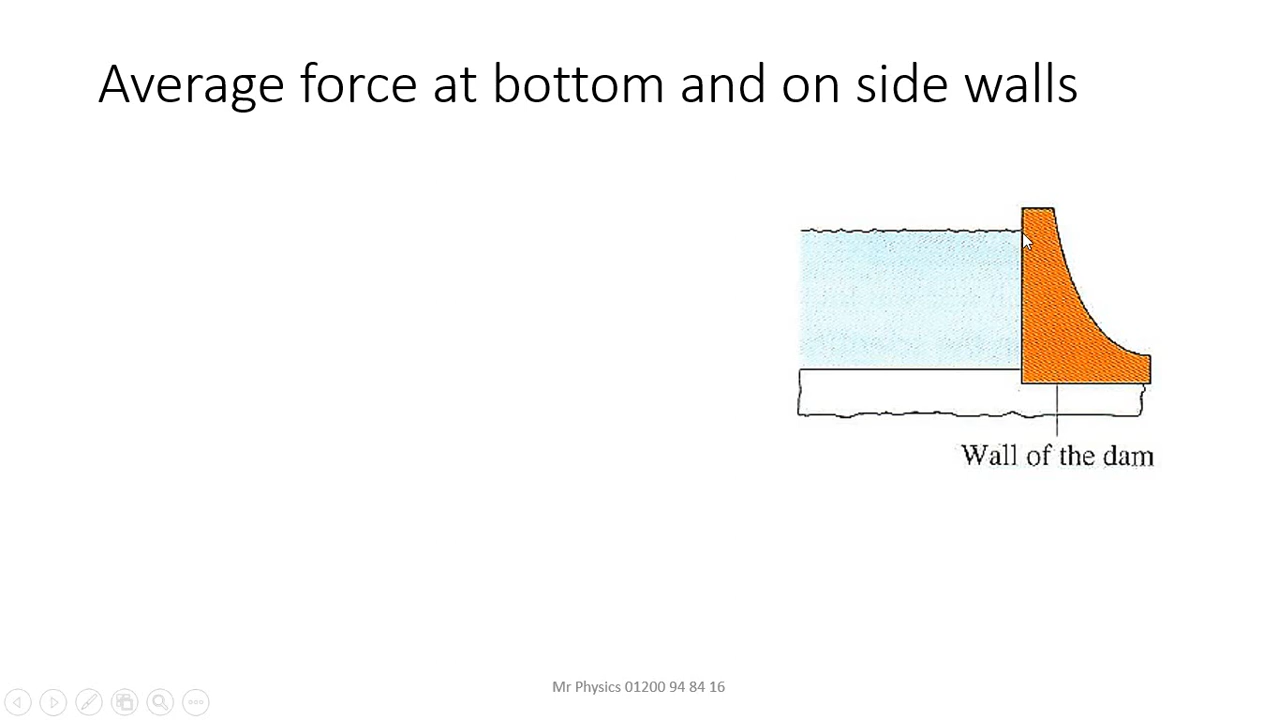 Average force at bottom and on side walls
Wall of the dam
Mr Physics 01200 94 84 16